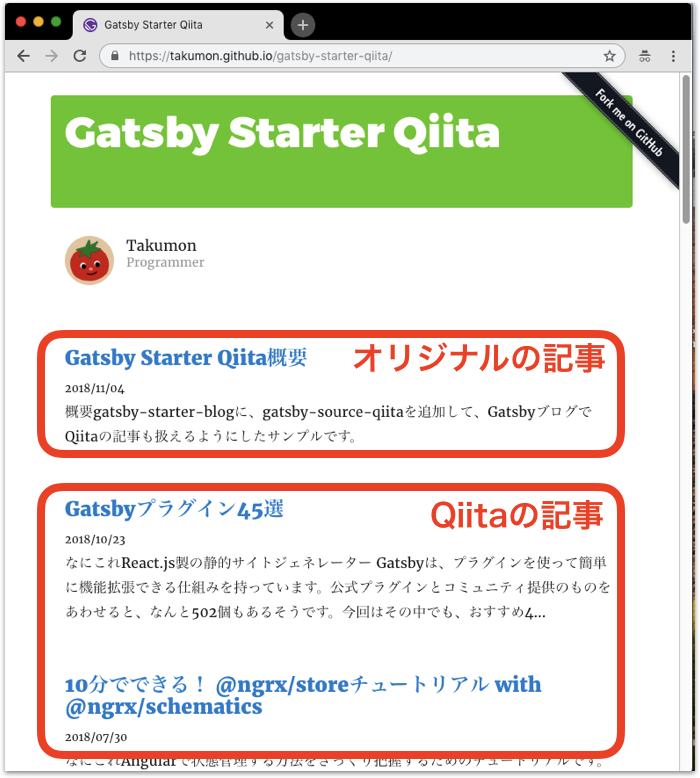 Gatsby Starter Qiita
https://takumon.github.io/gatsby-starter-qiita/
Fork me on GitHub
Gatsby Starter Qiita
Takumon
Programmer
Gatsby Starter Qiita概要
オリジナルの記事
2018/11/04
概要gatsby-starter-blogに、gatsby-source-qiitaを追加して、Gatsbyブログで
Qiitaの記事も扱えるようにしたサンプルです。
Gatsbyプラグイン45選
Qiitaの記事
2018/10/23
なにこれReact.js製の静的サイトジェネレーター Gatsbyは、プラグインを使って簡単
に機能拡張できる仕組みを持っています。公式プラグインとコミュニティ提供のものを
あわせると、なんと502個もあるそうです。今回はその中でも、おすすめ4...
10分でできる！ @ngrx/storeチュートリアル with
@ngrx/schematics
2018/07/30
なにこれAngularで状態管理する方法をざっくり把握するためのチュートリアルです。